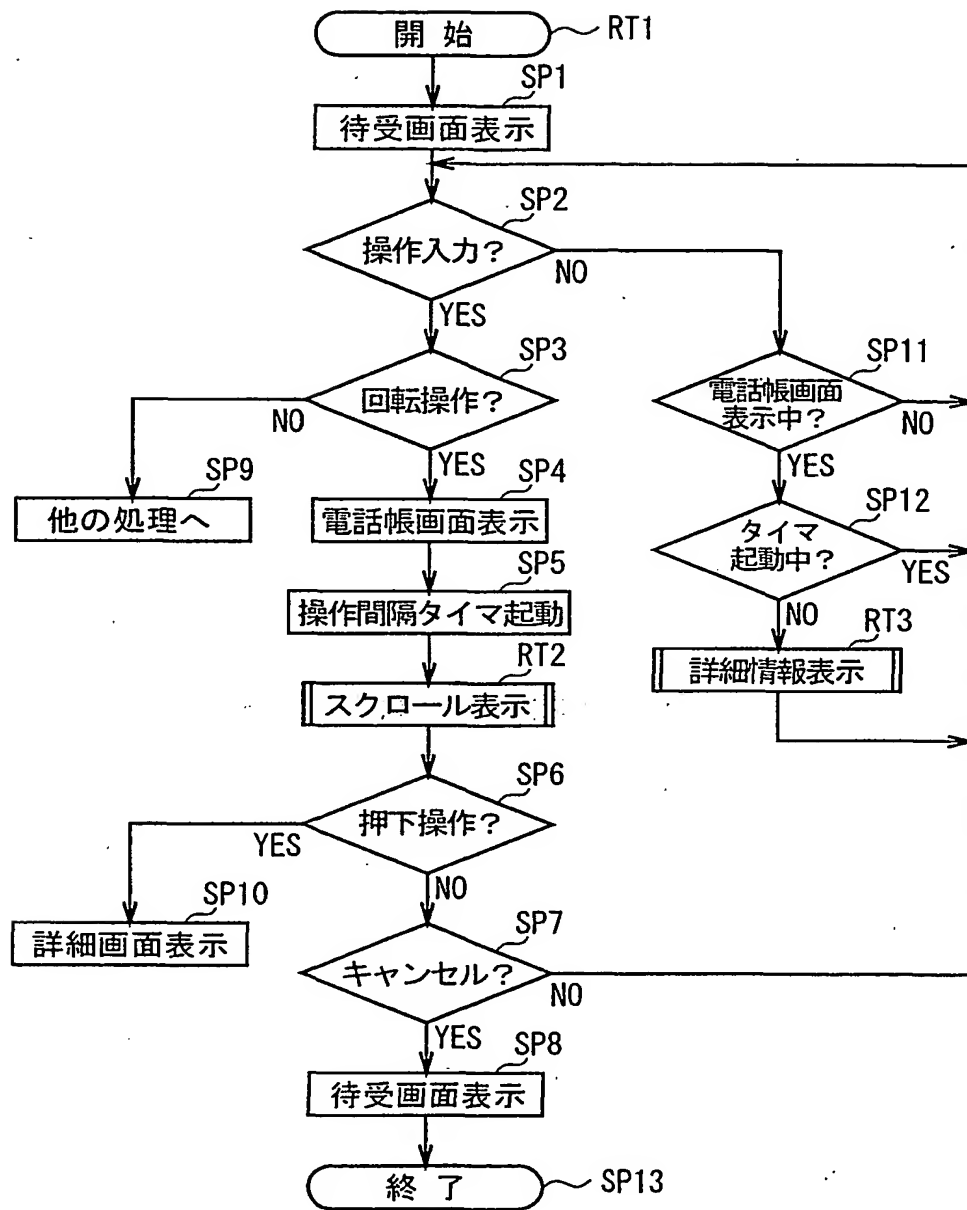 開始
RT1
SP1
待受画面表示
SP2
操作入力?
NO
YES
SP3
回転操作?
NO
YES
SP11
電話帳画面
表示中?
NO
YES
SP9
他の処理へ
SP4
電話帳画面表示
SP12
タイマ
起動中?
YES
NO
SP5
操作間隔タイマ起動
RT3
詳細情報表示
RT2
スクロール表示
SP6
押下操作?
YES
NO
SP10
詳細画面表示
SP7
キャンセル?
NO
YES
SP8
待受画面表示
終了
SP13